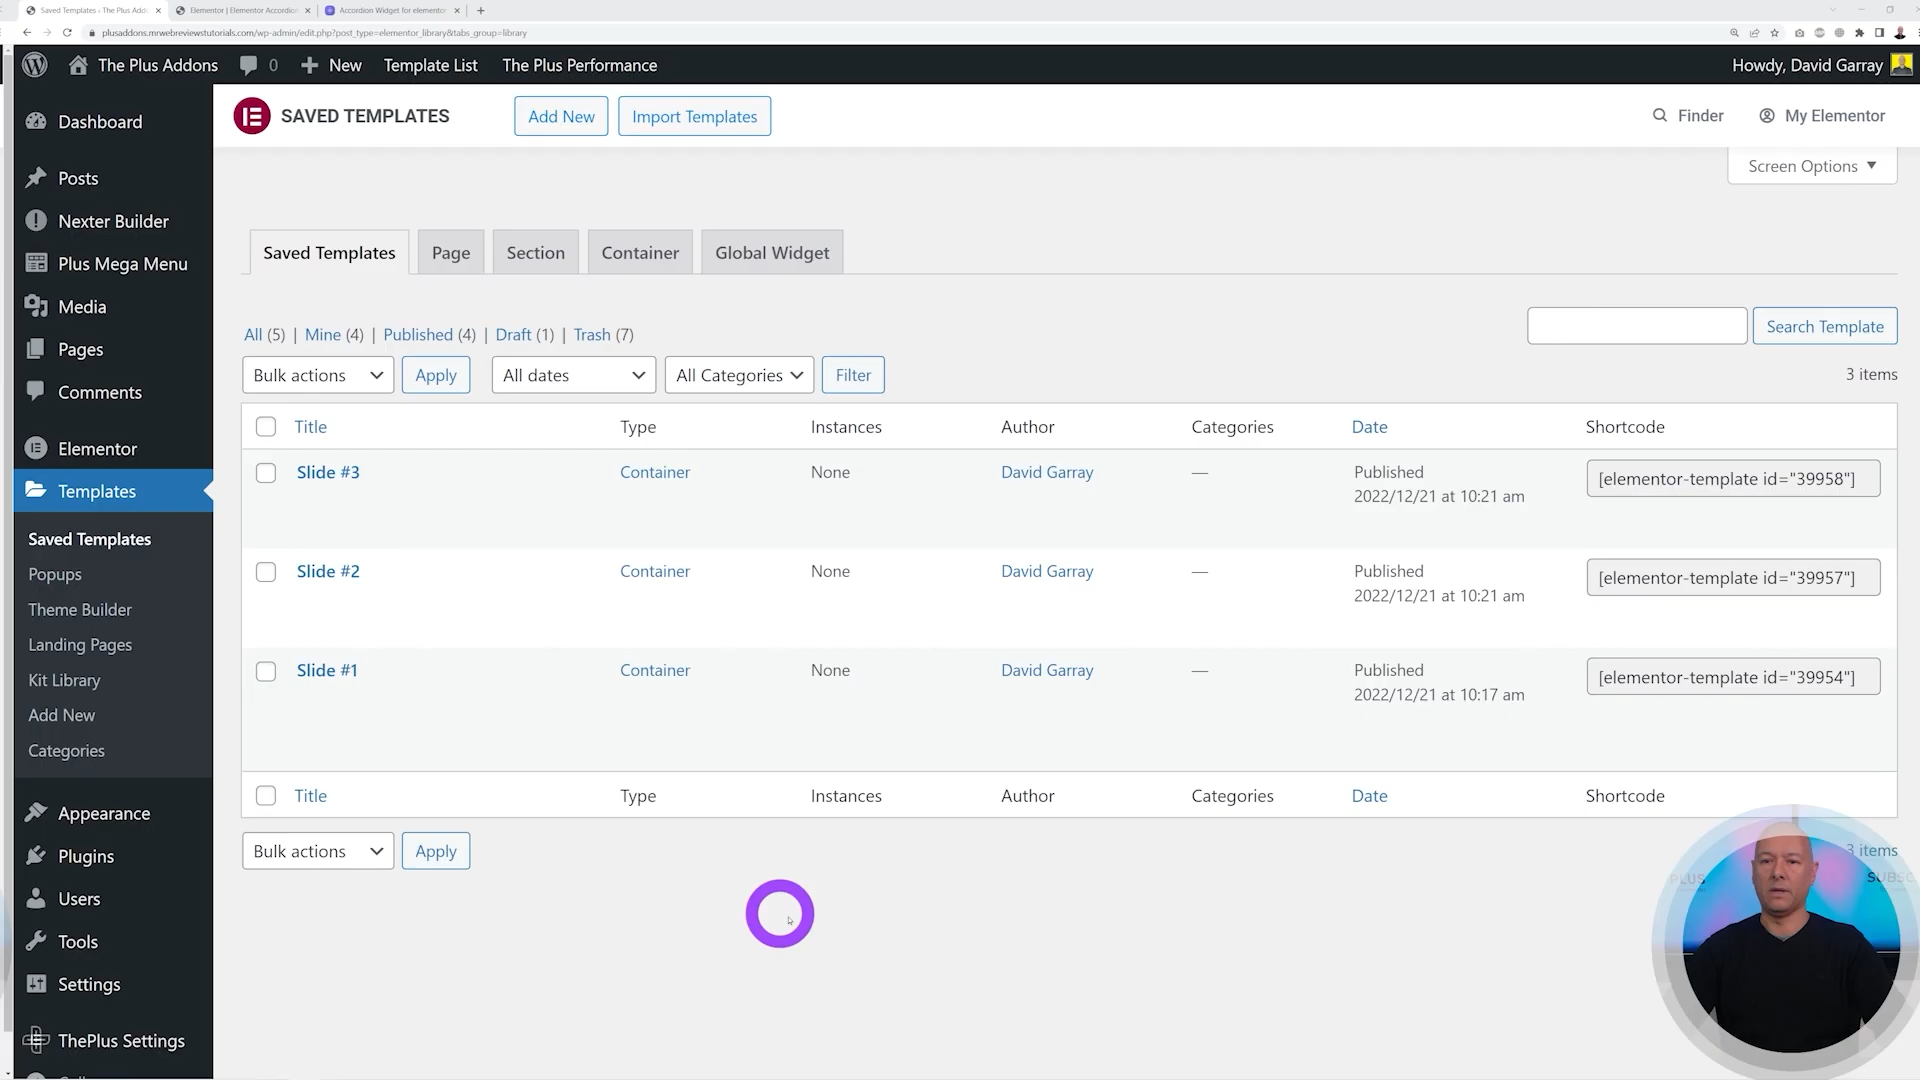 Saved Templates ‹ The Plus Add
Elementor | Elementor Accordio
Accordion Widget for elementor
plusaddons.mrwebreviewstutorials.com/wp-admin/edit.php?post_type=elementor_library&tabs_group=library
The Plus Addons
0
New
Template List
The Plus Performance
Howdy, David Garray
Dashboard
Posts
Nexter Builder
Plus Mega Menu
Media
Pages
Comments
Elementor
Templates
Saved Templates
Popups
Theme Builder
Landing Pages
Kit Library
Add New
Categories
Appearance
Plugins
Users
Tools
Settings
ThePlus Settings
SAVED TEMPLATES
Add New
Import Templates
Finder
My Elementor
Screen Options
Saved Templates
Page
Section
Container
Global Widget
All (5) | Mine (4) | Published (4) | Draft (1) | Trash (7)
Search Template
Bulk actions
Apply
All dates
All Categories
Filter
3 items
Title Type Instances Author Categories Date Shortcode
Slide #3 Container None David Garray — Published [elementor-template id="39958"]
2022/12/21 at 10:21 am
Slide #2 Container None David Garray — Published [elementor-template id="39957"]
2022/12/21 at 10:21 am
Slide #1 Container None David Garray — Published [elementor-template id="39954"]
2022/12/21 at 10:17 am
Title Type Instances Author Categories Date Shortcode
Bulk actions
Apply
3 items
PLUS
SUBSC